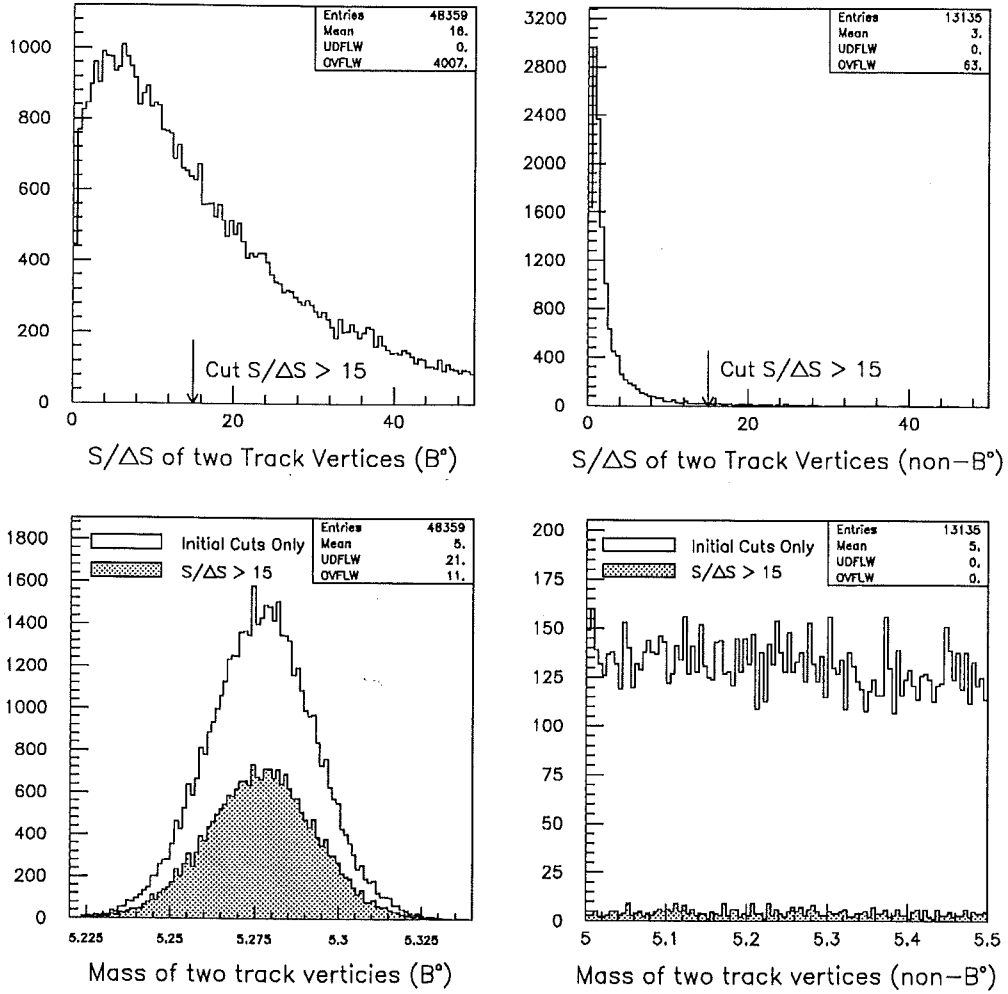 Entries 48359
Mean 16.
UDFLW 0.
OVFLW 4007.
1000
800
600
400
200
0
Cut S/ΔS > 15
0 20 40
S/ΔS of two Track Vertices (B°)
Entries 13135
Mean 3.
UDFLW 0.
OVFLW 63.
3200
2800
2400
2000
1600
1200
800
400
0
Cut S/ΔS > 15
0 20 40
S/ΔS of two Track Vertices (non-B°)
Entries 48359
Mean 5.
UDFLW 21.
OVFLW 11.
Initial Cuts Only
S/ΔS > 15
1800
1600
1400
1200
1000
800
600
400
200
0
5.225 5.25 5.275 5.3 5.325
Mass of two track verticies (B°)
Entries 13135
Mean 5.
UDFLW 0.
OVFLW 0.
Initial Cuts Only
S/ΔS > 15
200
175
150
125
100
75
50
25
0
5 5.1 5.2 5.3 5.4 5.5
Mass of two track vertices (non-B°)